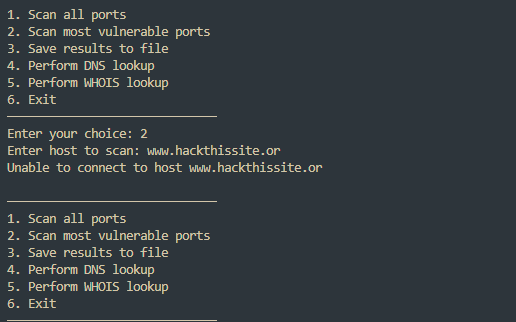 1. Scan all ports
2. Scan most vulnerable ports
3. Save results to file
4. Perform DNS lookup
5. Perform WHOIS lookup
6. Exit
______________________________
Enter your choice: 2
Enter host to scan: www.hackthissite.or
Unable to connect to host www.hackthissite.or
______________________________
1. Scan all ports
2. Scan most vulnerable ports
3. Save results to file
4. Perform DNS lookup
5. Perform WHOIS lookup
6. Exit
______________________________